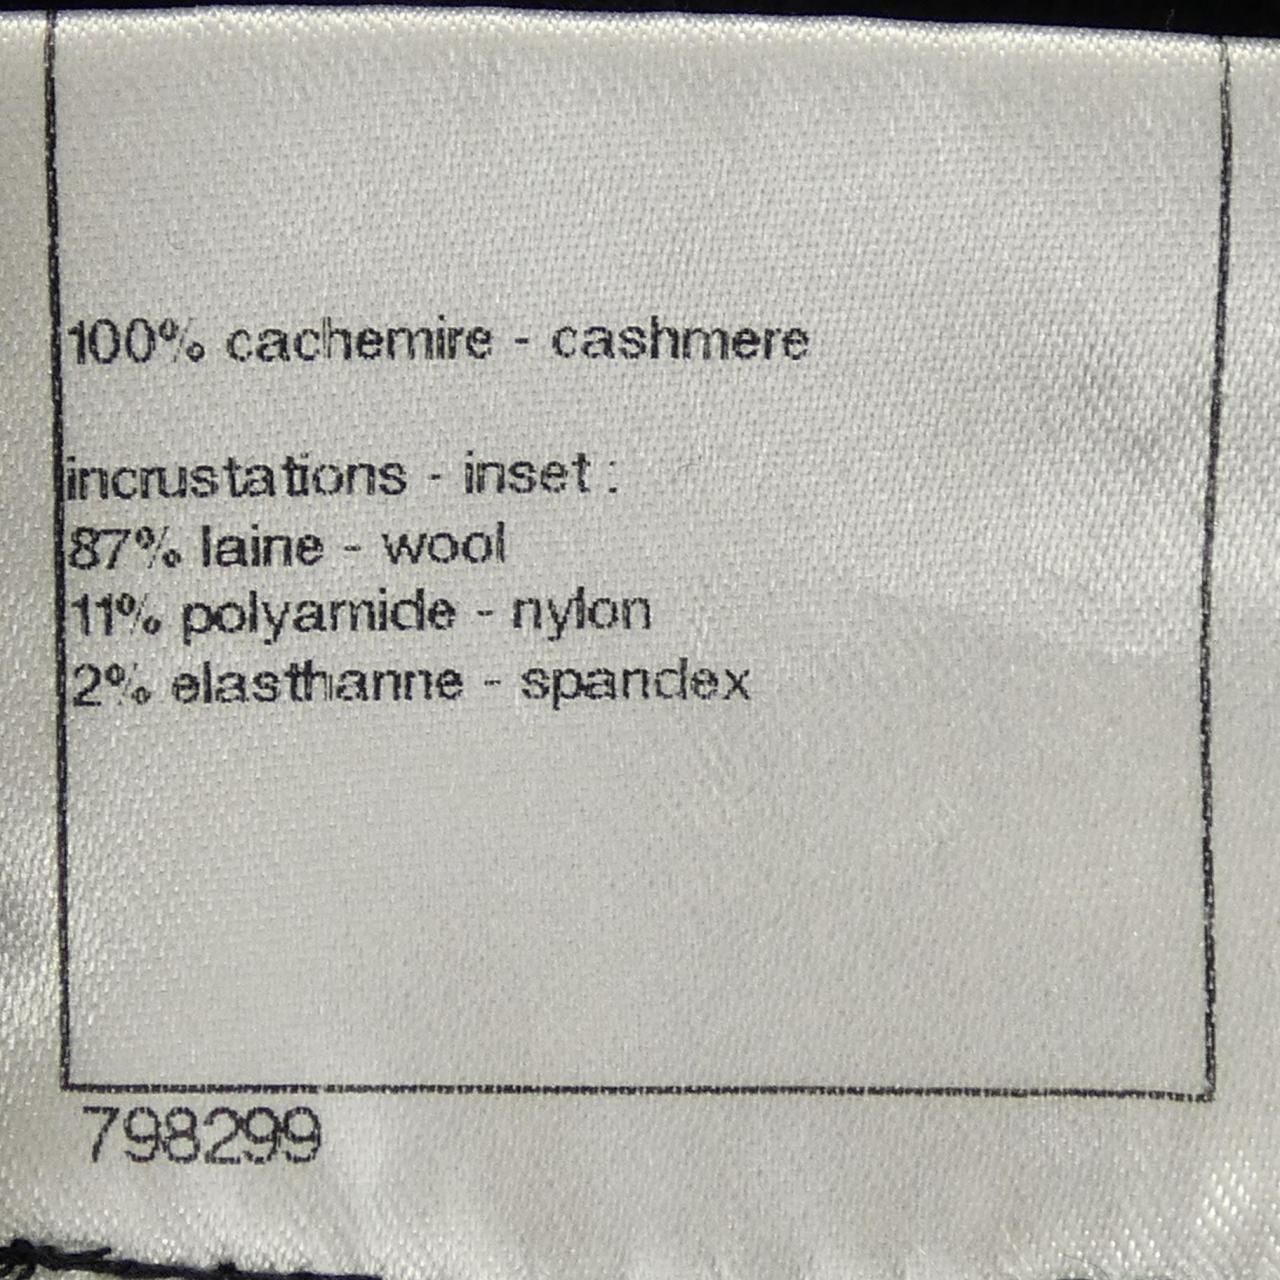 100% cachemire - cashmere
incrustations - inset :
87% laine - wool
11% polyamide - nylon
2% elasthanne - spandex
798299